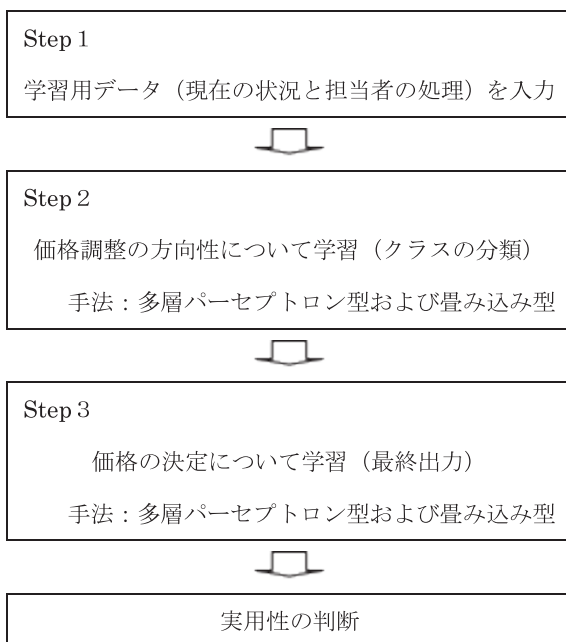 Step 1
学習用データ（現在の状況と担当者の処理）を入力
Step 2
価格調整の方向性について学習（クラスの分類）
手法：多層パーセプトロン型および畳み込み型
Step 3
価格の決定について学習（最終出力）
手法：多層パーセプトロン型および畳み込み型
実用性の判断